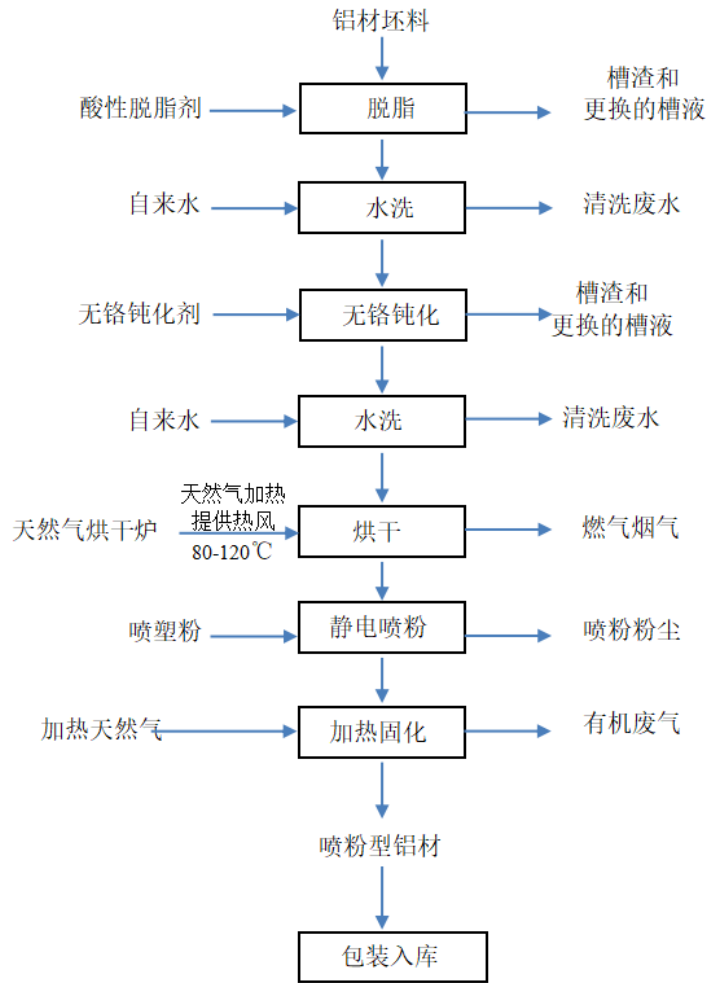 铝材坯料
酸性脱脂剂
脱脂
槽渣和
更换的槽液
自来水
水洗
清洗废水
无铬钝化剂
无铬钝化
槽渣和
更换的槽液
自来水
水洗
清洗废水
天然气烘干炉
天然气加热
提供热风
80-120℃
烘干
燃气烟气
喷塑粉
静电喷粉
喷粉粉尘
加热天然气
加热固化
有机废气
喷粉型铝材
包装入库